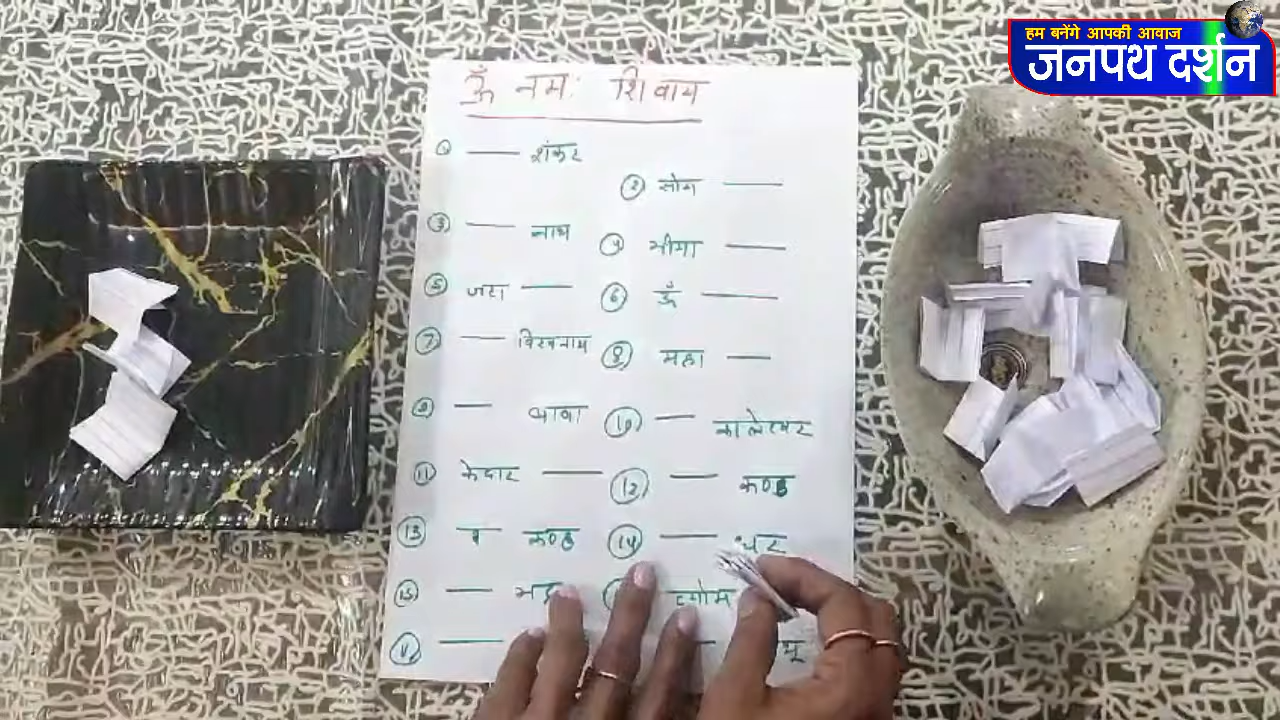 हम बनेंगे आपकी आवाज
जनपथ दर्शन
ॐ नमः शिवाय
① — शंकर
② सोम —
③ — नाथ
④ भीमा —
⑤ जटा —
⑥ ॐ —
⑦ — विश्वनाथ
⑧ महा —
⑨ — बाबा
⑩ — कालेश्वर
⑪ केदार —
⑫ — कण्ठ
⑬ कण्ठ
⑭ — धर
⑮ —